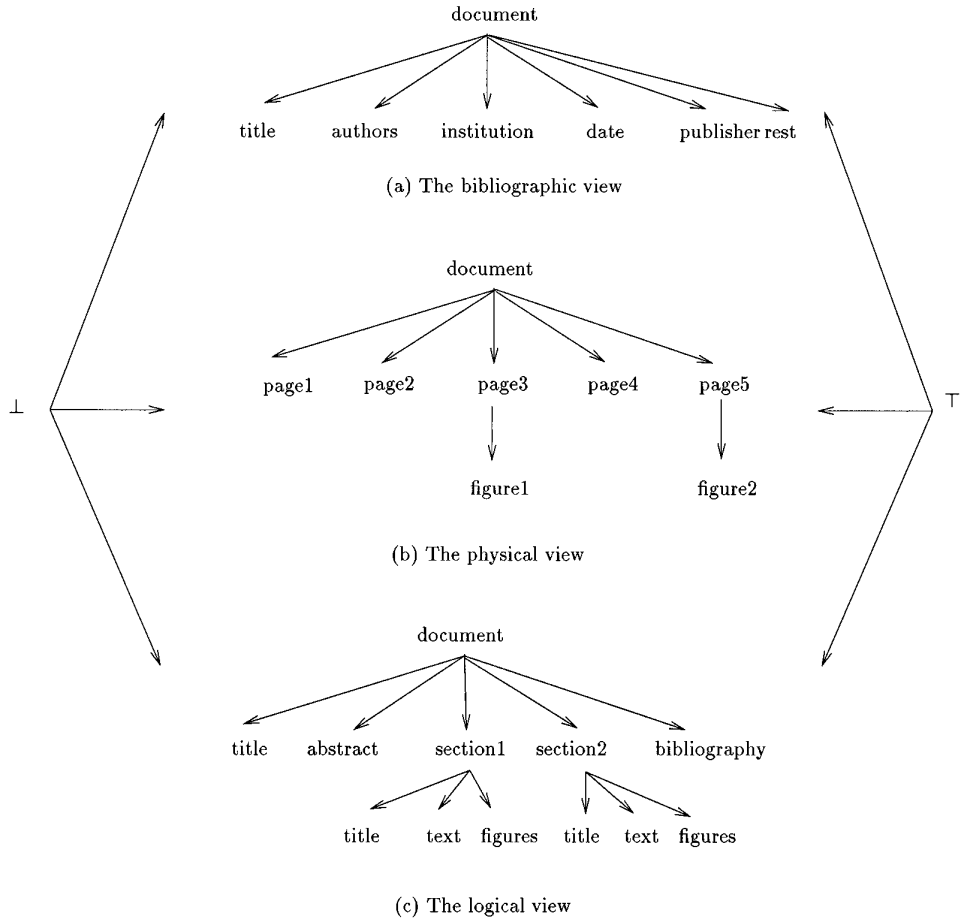 document
title authors institution date publisher rest
(a) The bibliographic view
document
page1 page2 page3 page4 page5
⊥ ⊤
figure1 figure2
(b) The physical view
document
title abstract section1 section2 bibliography
title text figures title text figures
(c) The logical view